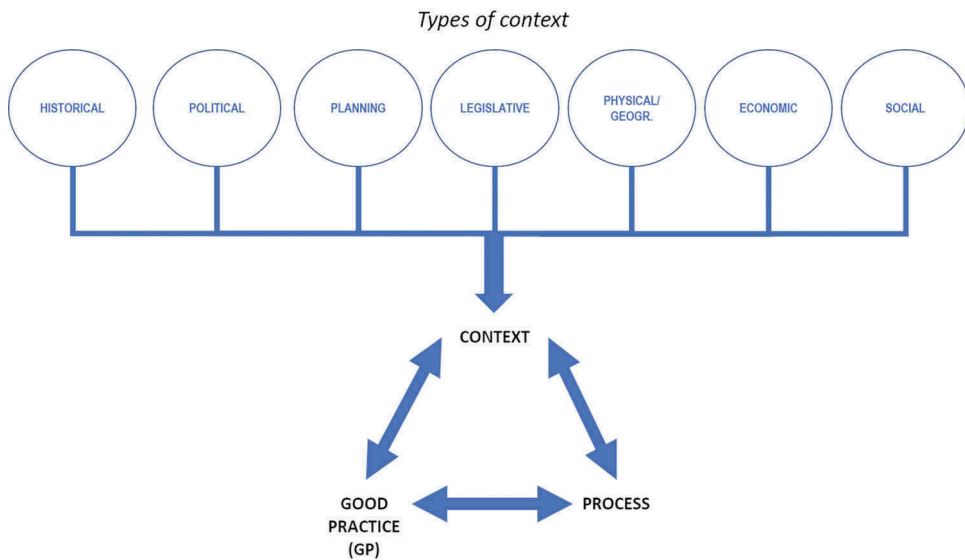 Types of context
HISTORICAL
POLITICAL
PLANNING
LEGISLATIVE
PHYSICAL/
GEOGR.
ECONOMIC
SOCIAL
CONTEXT
GOOD
PRACTICE
(GP)
PROCESS